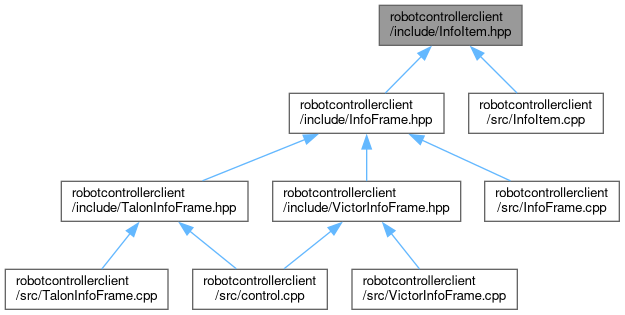 robotcontrollerclient
/include/InfoItem.hpp
robotcontrollerclient
/include/InfoFrame.hpp
robotcontrollerclient
/src/InfoItem.cpp
robotcontrollerclient
/include/TalonInfoFrame.hpp
robotcontrollerclient
/include/VictorInfoFrame.hpp
robotcontrollerclient
/src/InfoFrame.cpp
robotcontrollerclient
/src/TalonInfoFrame.cpp
robotcontrollerclient
/src/control.cpp
robotcontrollerclient
/src/VictorInfoFrame.cpp